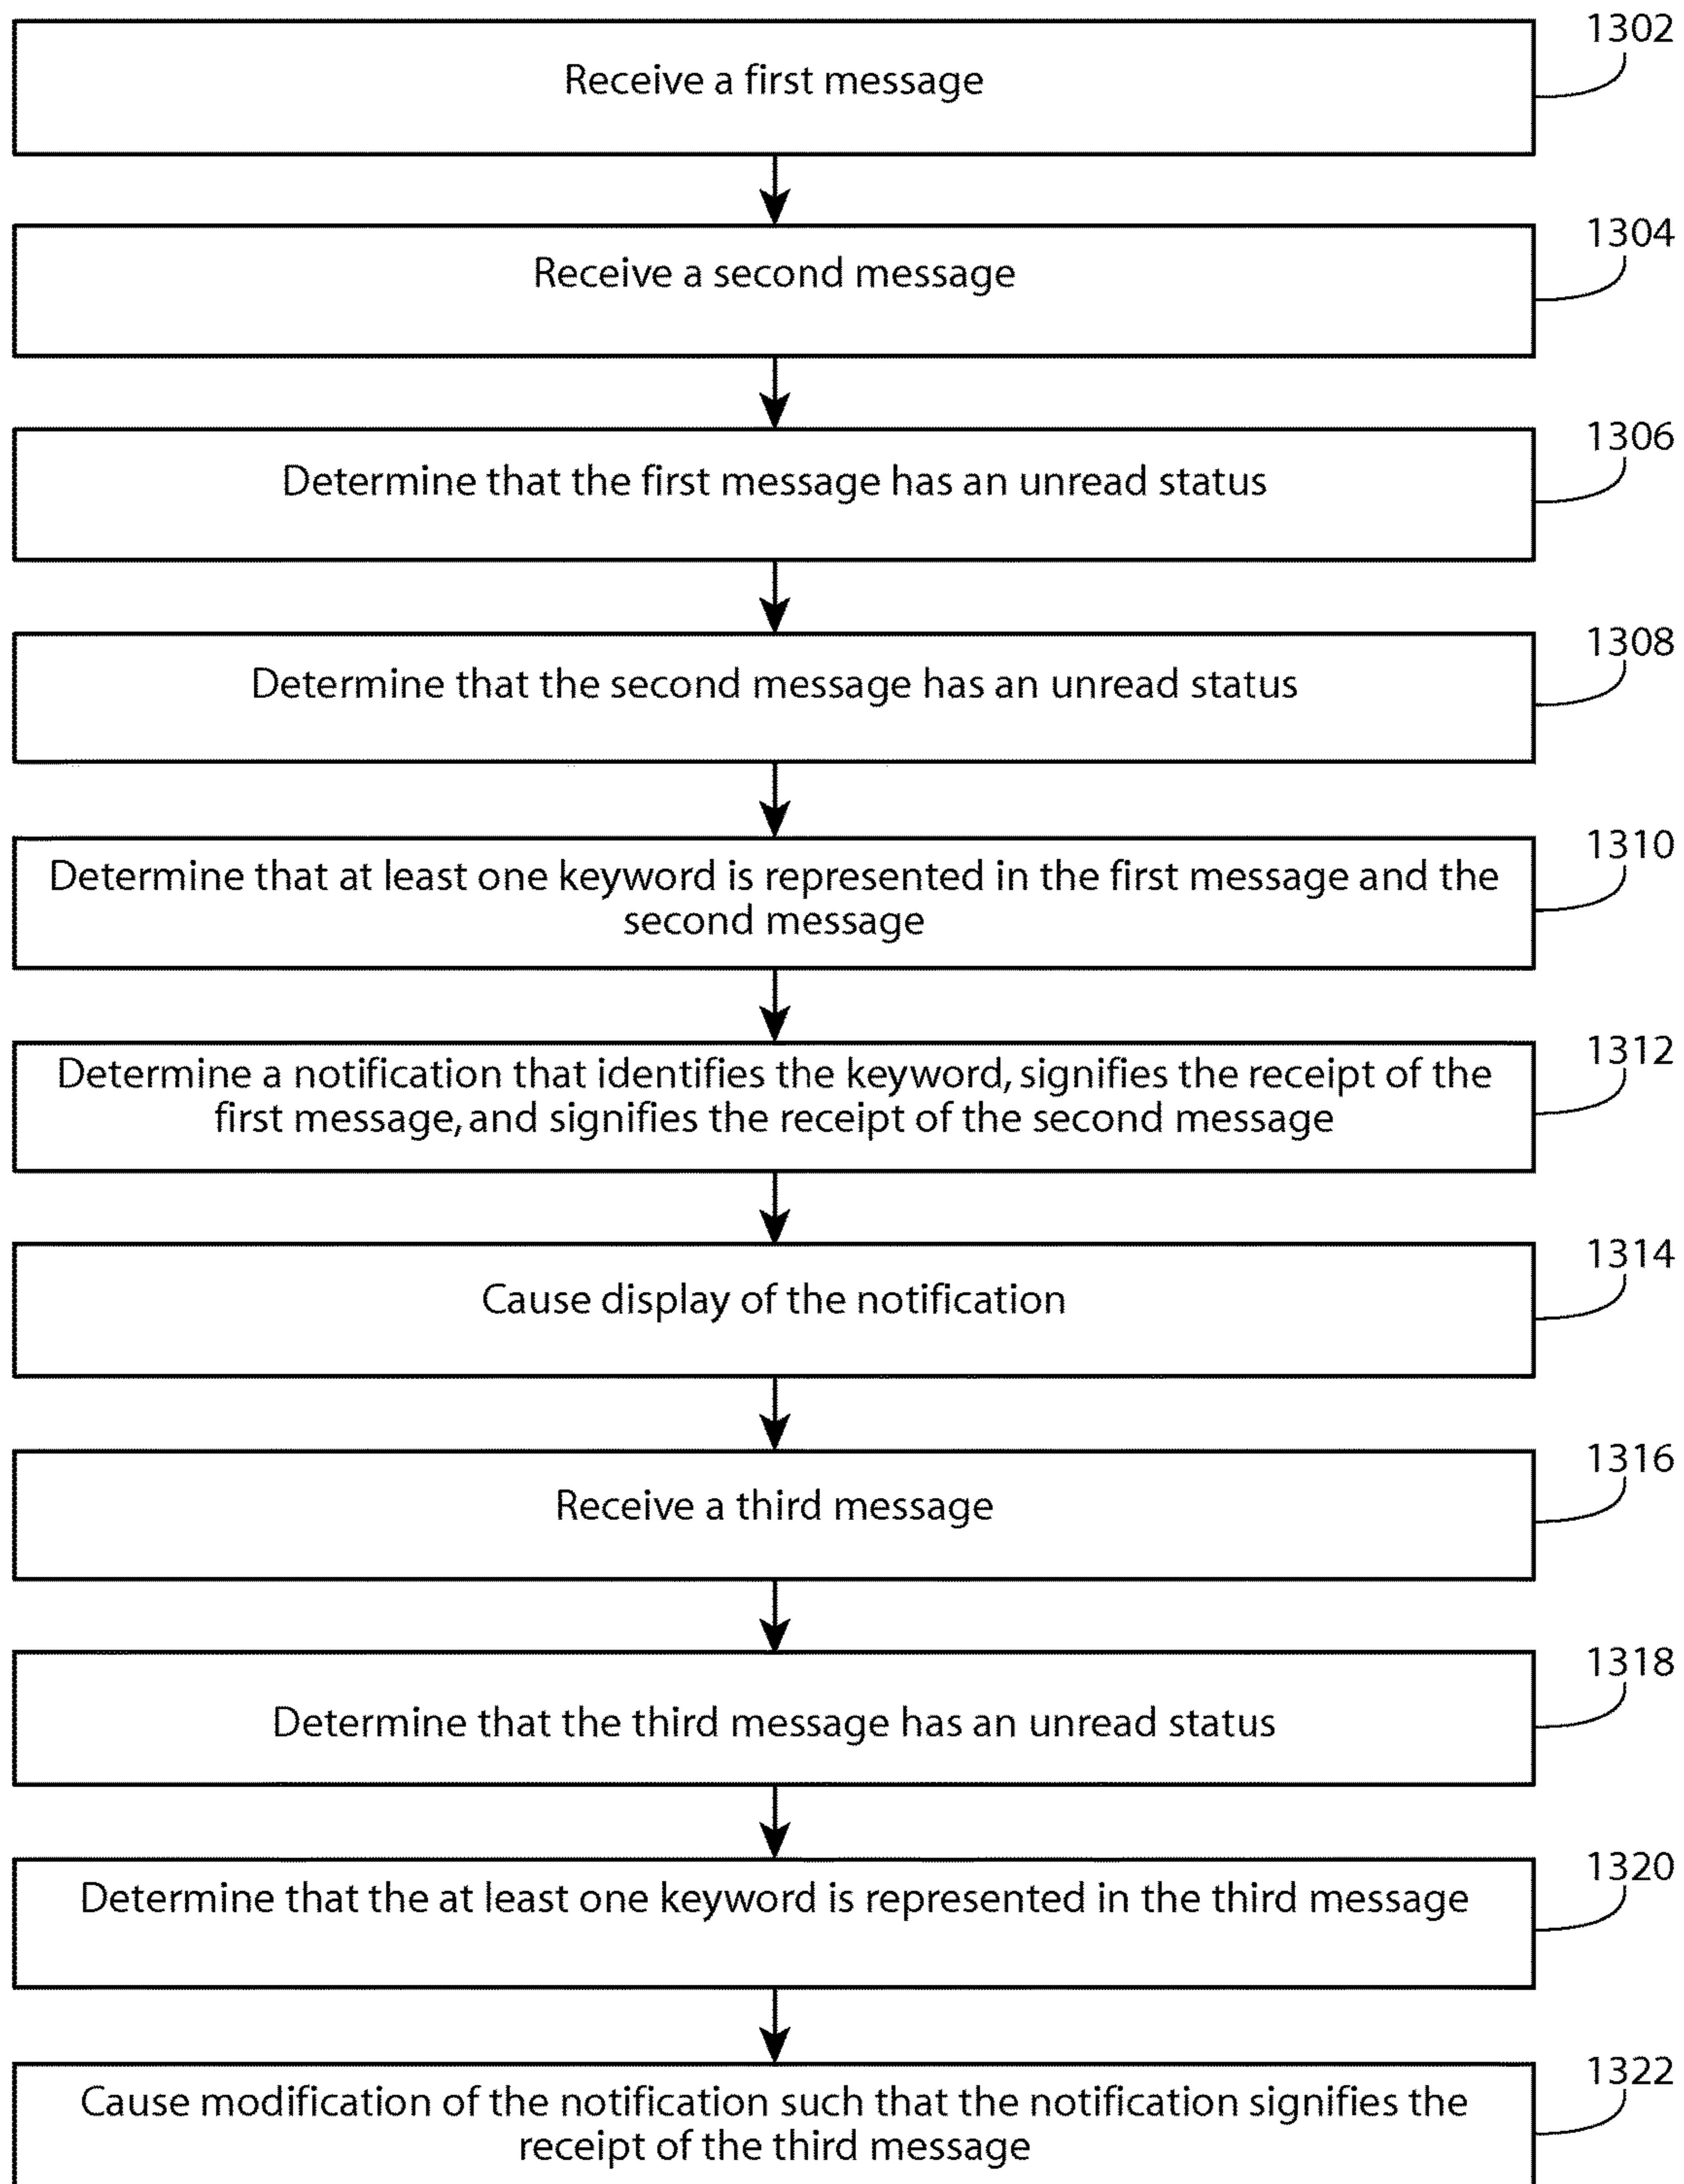 1302
Receive a first message
1304
Receive a second message
1306
Determine that the first message has an unread status
1308
Determine that the second message has an unread status
1310
Determine that at least one keyword is represented in the first message and the
second message
1312
Determine a notification that identifies the keyword, signifies the receipt of the
first message, and signifies the receipt of the second message
1314
Cause display of the notification
1316
Receive a third message
1318
Determine that the third message has an unread status
1320
Determine that the at least one keyword is represented in the third message
1322
Cause modification of the notification such that the notification signifies the
receipt of the third message